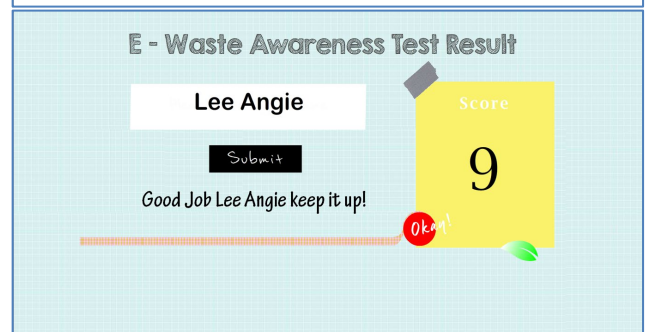 E - Waste Awareness Test Result
Lee Angie
Submit
Good Job Lee Angie keep it up!
Score
9
Okay!